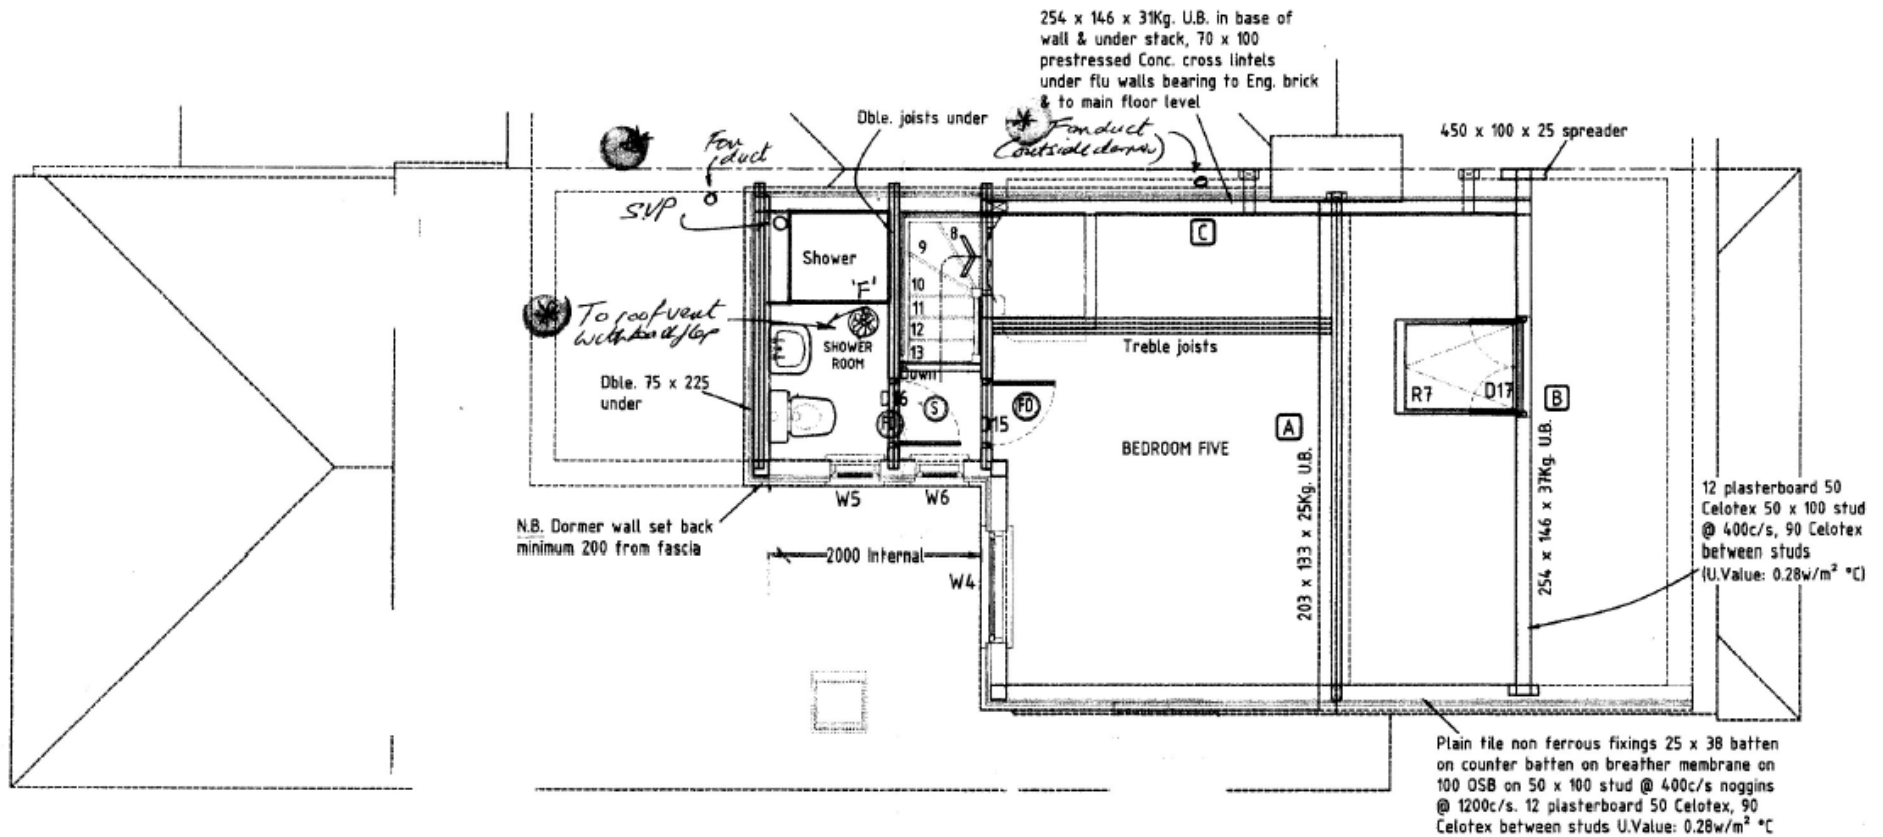 254 x 146 x 31Kg. U.B. in base of
wall & under stack, 70 x 100
prestressed Conc. cross lintels
under flu walls bearing to Eng. brick
& to main floor level
Dble. joists under
Fan duct
(outside dormer)
450 x 100 x 25 spreader
Fan
duct
SVP
Shower
'F'
8
9
10
11
12
13
Down
C
To roof vent
with
SHOWER
ROOM
Treble joists
Dble. 75 x 225
under
S
FD
D15
R7
D17
B
A
BEDROOM FIVE
203 x 133 x 25Kg. U.B.
254 x 146 x 37Kg. U.B.
W5
W6
12 plasterboard 50
Celotex 50 x 100 stud
@ 400c/s, 90 Celotex
between studs
(U.Value: 0.28w/m² °C)
N.B. Dormer wall set back
minimum 200 from fascia
2000 Internal
W4
Plain tile non ferrous fixings 25 x 38 batten
on counter batten on breather membrane on
100 OSB on 50 x 100 stud @ 400c/s noggins
@ 1200c/s. 12 plasterboard 50 Celotex, 90
Celotex between studs U.Value: 0.28w/m² °C